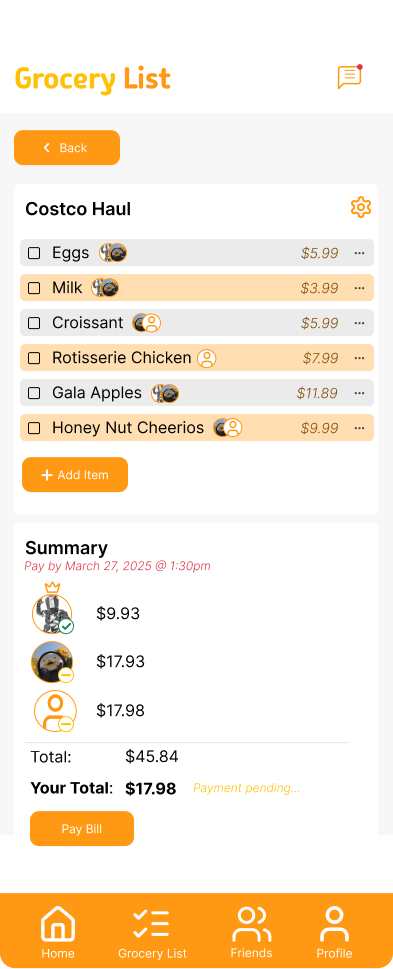 Grocery List
Back
Costco Haul
Eggs $5.99 ...
Milk $3.99 ...
Croissant $5.99 ...
Rotisserie Chicken $7.99 ...
Gala Apples $11.89 ...
Honey Nut Cheerios $9.99 ...
+ Add Item
Summary
Pay by March 27, 2025 @ 1:30pm
$9.93
$17.93
$17.98
Total: $45.84
Your Total: $17.98 Payment pending...
Pay Bill
Home Grocery List Friends Profile